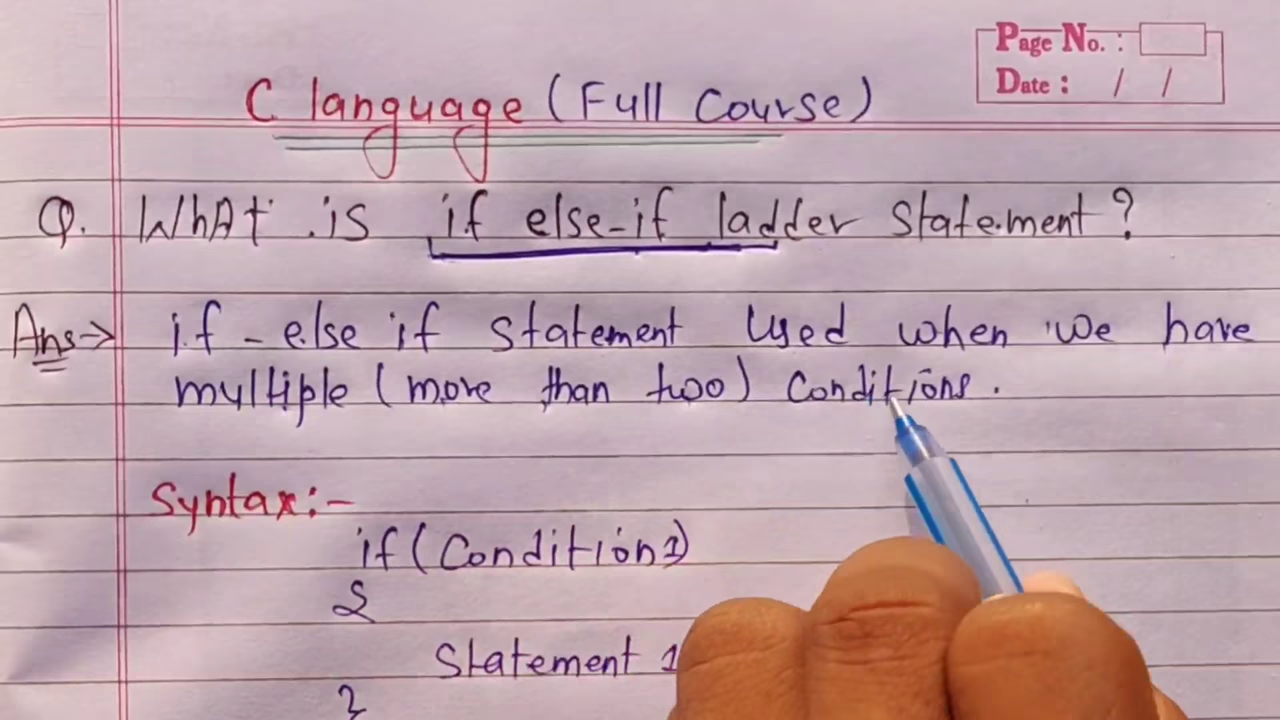 Page No. :
Date : / /
C language (Full Course)
Q. WhAt is if else-if ladder statement?
Ans-> if - else if statement used when we have
multiple (more than two) conditions.
Syntax:-
if (Condition1)
{
Statement 1
}